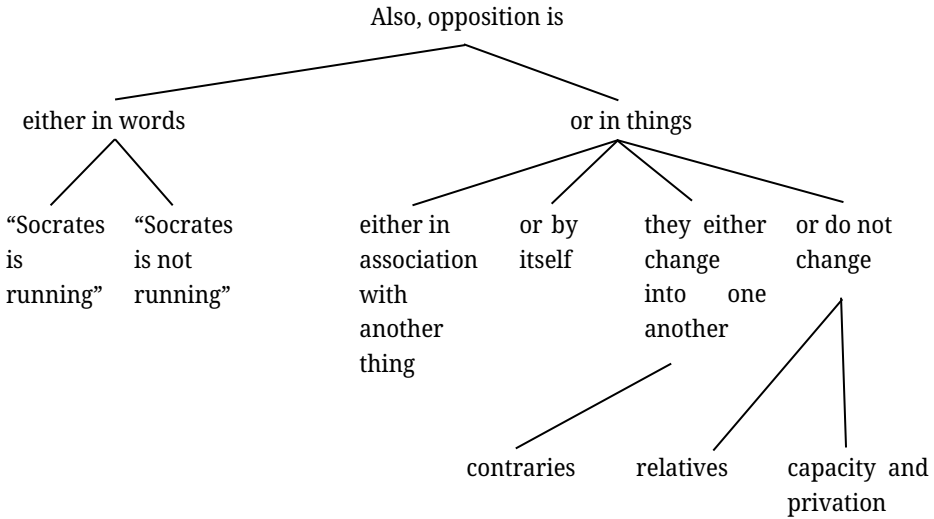 Also, opposition is
either in words
or in things
“Socrates
is
running”
“Socrates
is not
running”
either in
association
with
another
thing
or by
itself
they either
change
into one
another
or do not
change
contraries
relatives
capacity and
privation